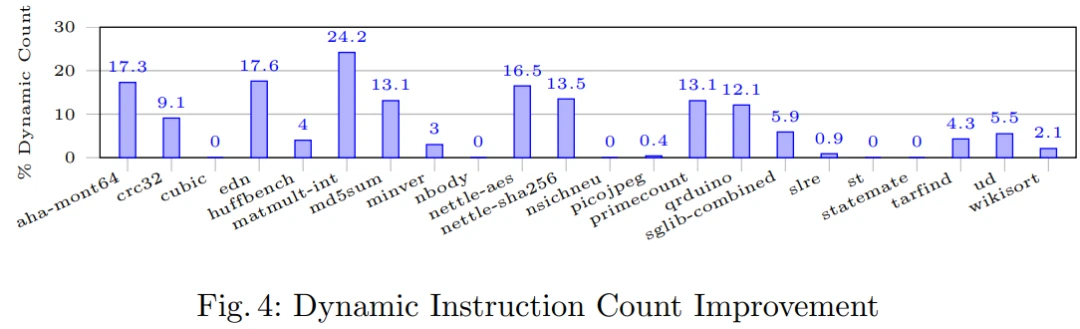 % Dynamic Count
30
20
10
0
17.3
9.1
0
17.6
4
24.2
13.1
3
0
16.5
13.5
0
0.4
13.1
12.1
5.9
0.9
0
0
4.3
5.5
2.1
aha-mont64
crc32
cubic
edn
huffbench
matmult-int
md5sum
minver
nbody
nettle-aes
nettle-sha256
nsichneu
picojpeg
primecount
qrduino
sglib-combined
slre
st
statemate
tarfind
ud
wikisort
Fig. 4: Dynamic Instruction Count Improvement